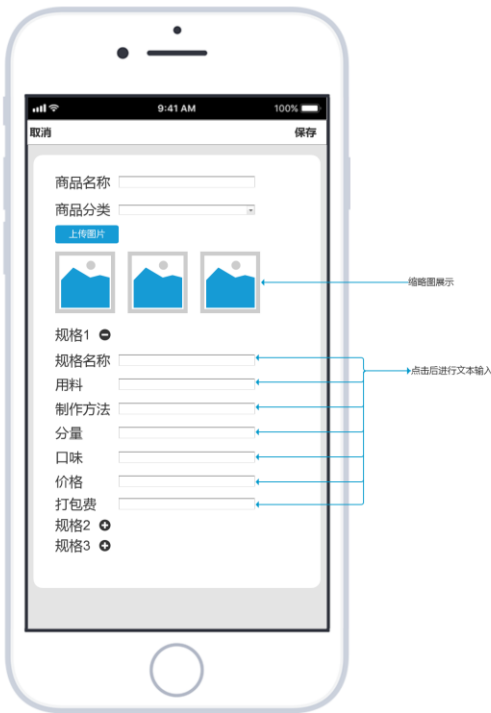 9:41 AM 100%
取消 保存
商品名称
商品分类
上传图片
缩略图展示
规格1
规格名称
点击后进行文本输入
用料
制作方法
分量
口味
价格
打包费
规格2
规格3